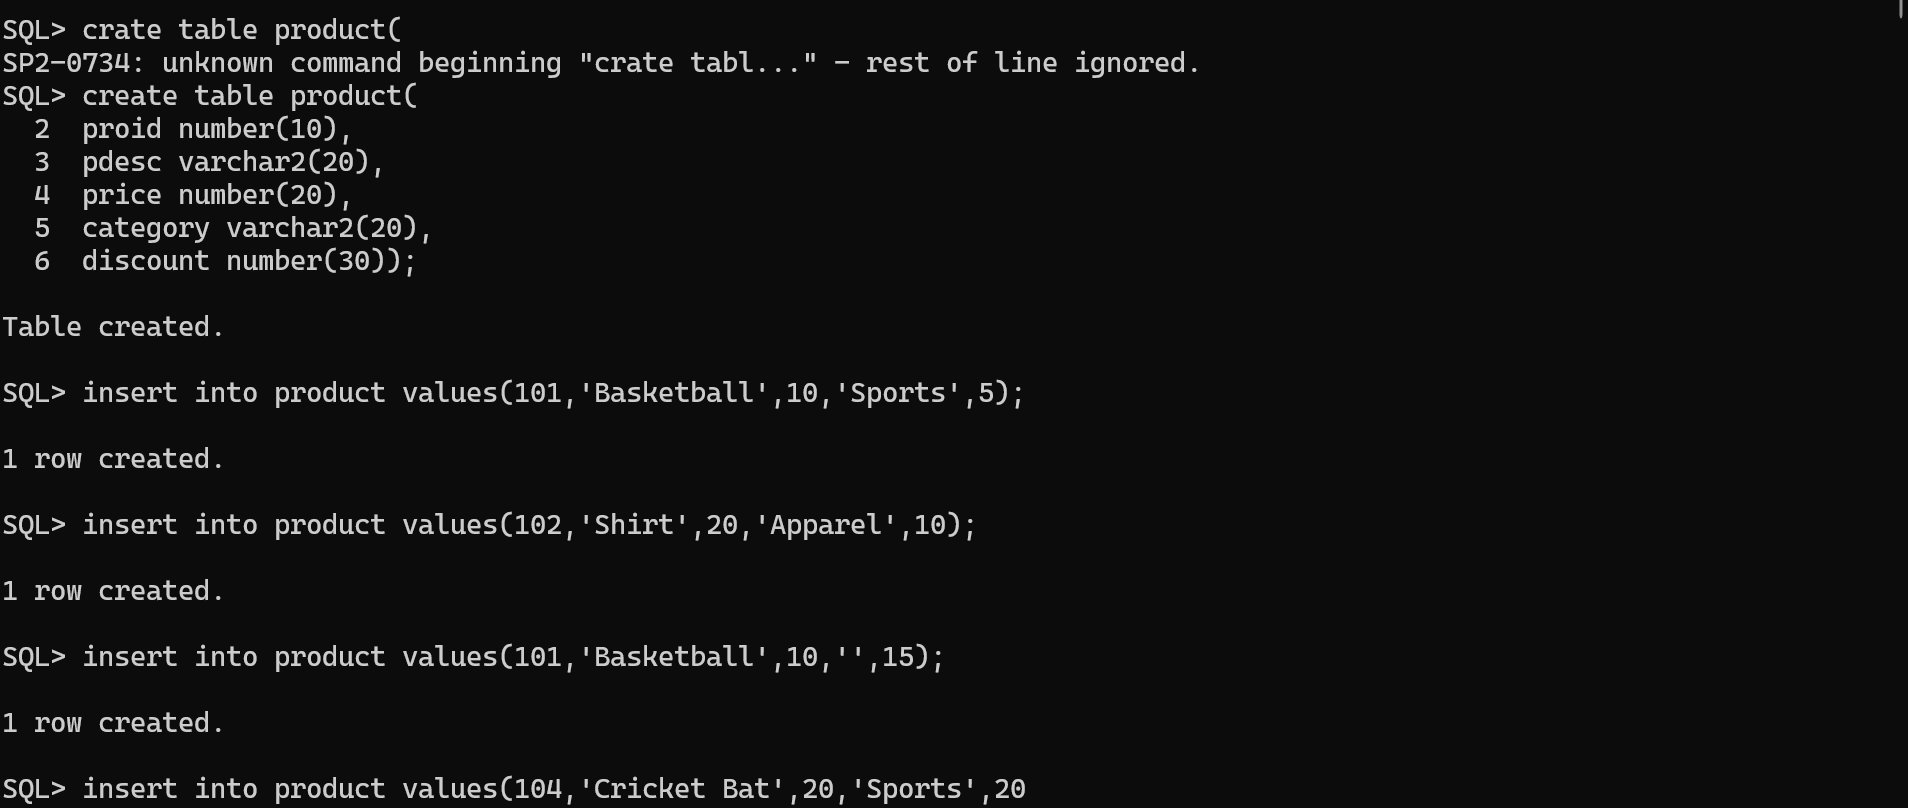 SQL> crate table product(
SP2-0734: unknown command beginning "crate tabl..." - rest of line ignored.
SQL> create table product(
  2  proid number(10),
  3  pdesc varchar2(20),
  4  price number(20),
  5  category varchar2(20),
  6  discount number(30));
Table created.
SQL> insert into product values(101,'Basketball',10,'Sports',5);
1 row created.
SQL> insert into product values(102,'Shirt',20,'Apparel',10);
1 row created.
SQL> insert into product values(101,'Basketball',10,'',15);
1 row created.
SQL> insert into product values(104,'Cricket Bat',20,'Sports',20